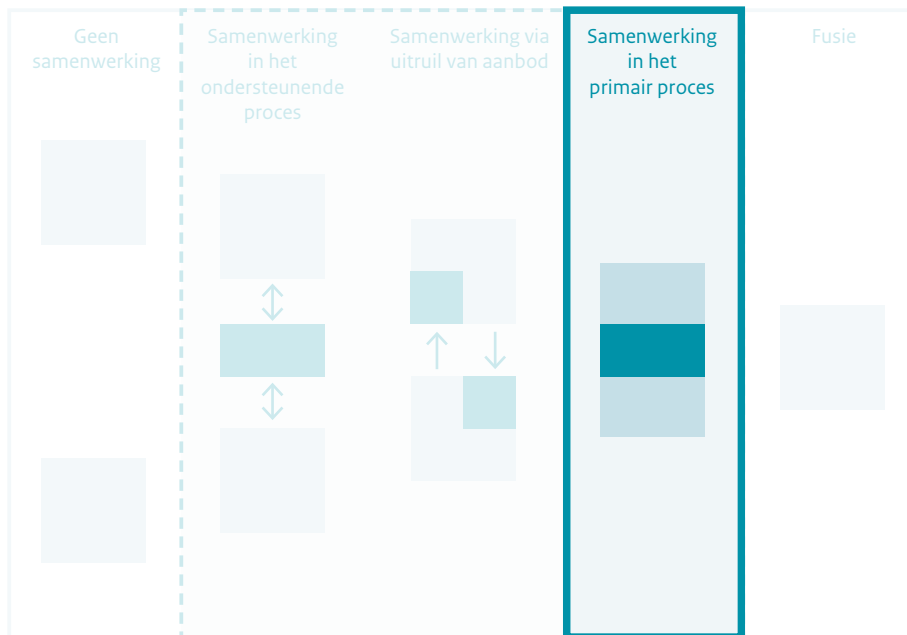 Geen
samenwerking
Samenwerking
in het
ondersteunende
proces
Samenwerking via
uitruil van aanbod
Samenwerking
in het
primair proces
Fusie